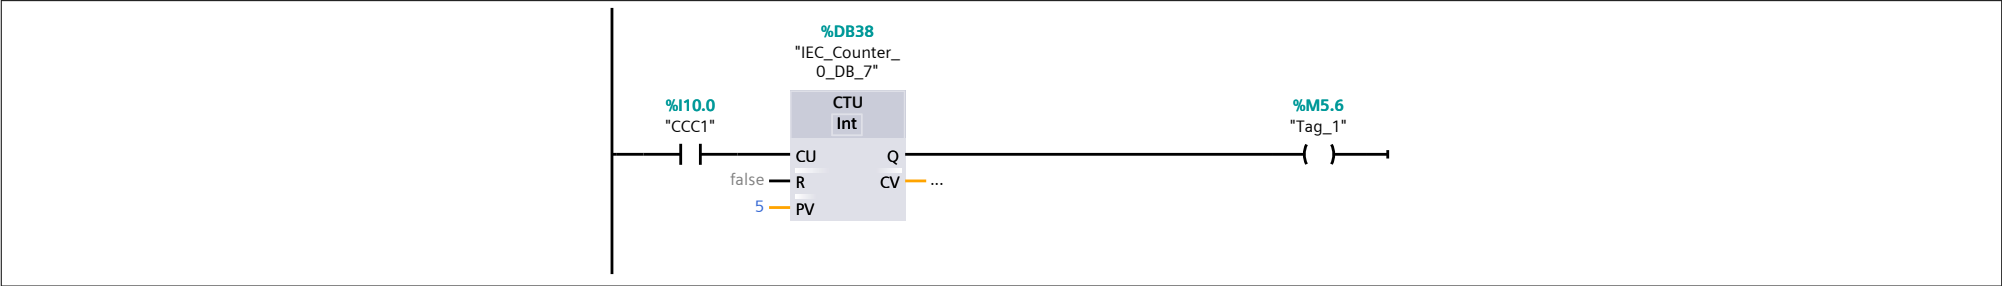 %DB38
"IEC_Counter_
0_DB_7"
%I10.0
"CCC1"
CTU
Int
%M5.6
"Tag_1"
CU
Q
false
R
CV
...
5
PV